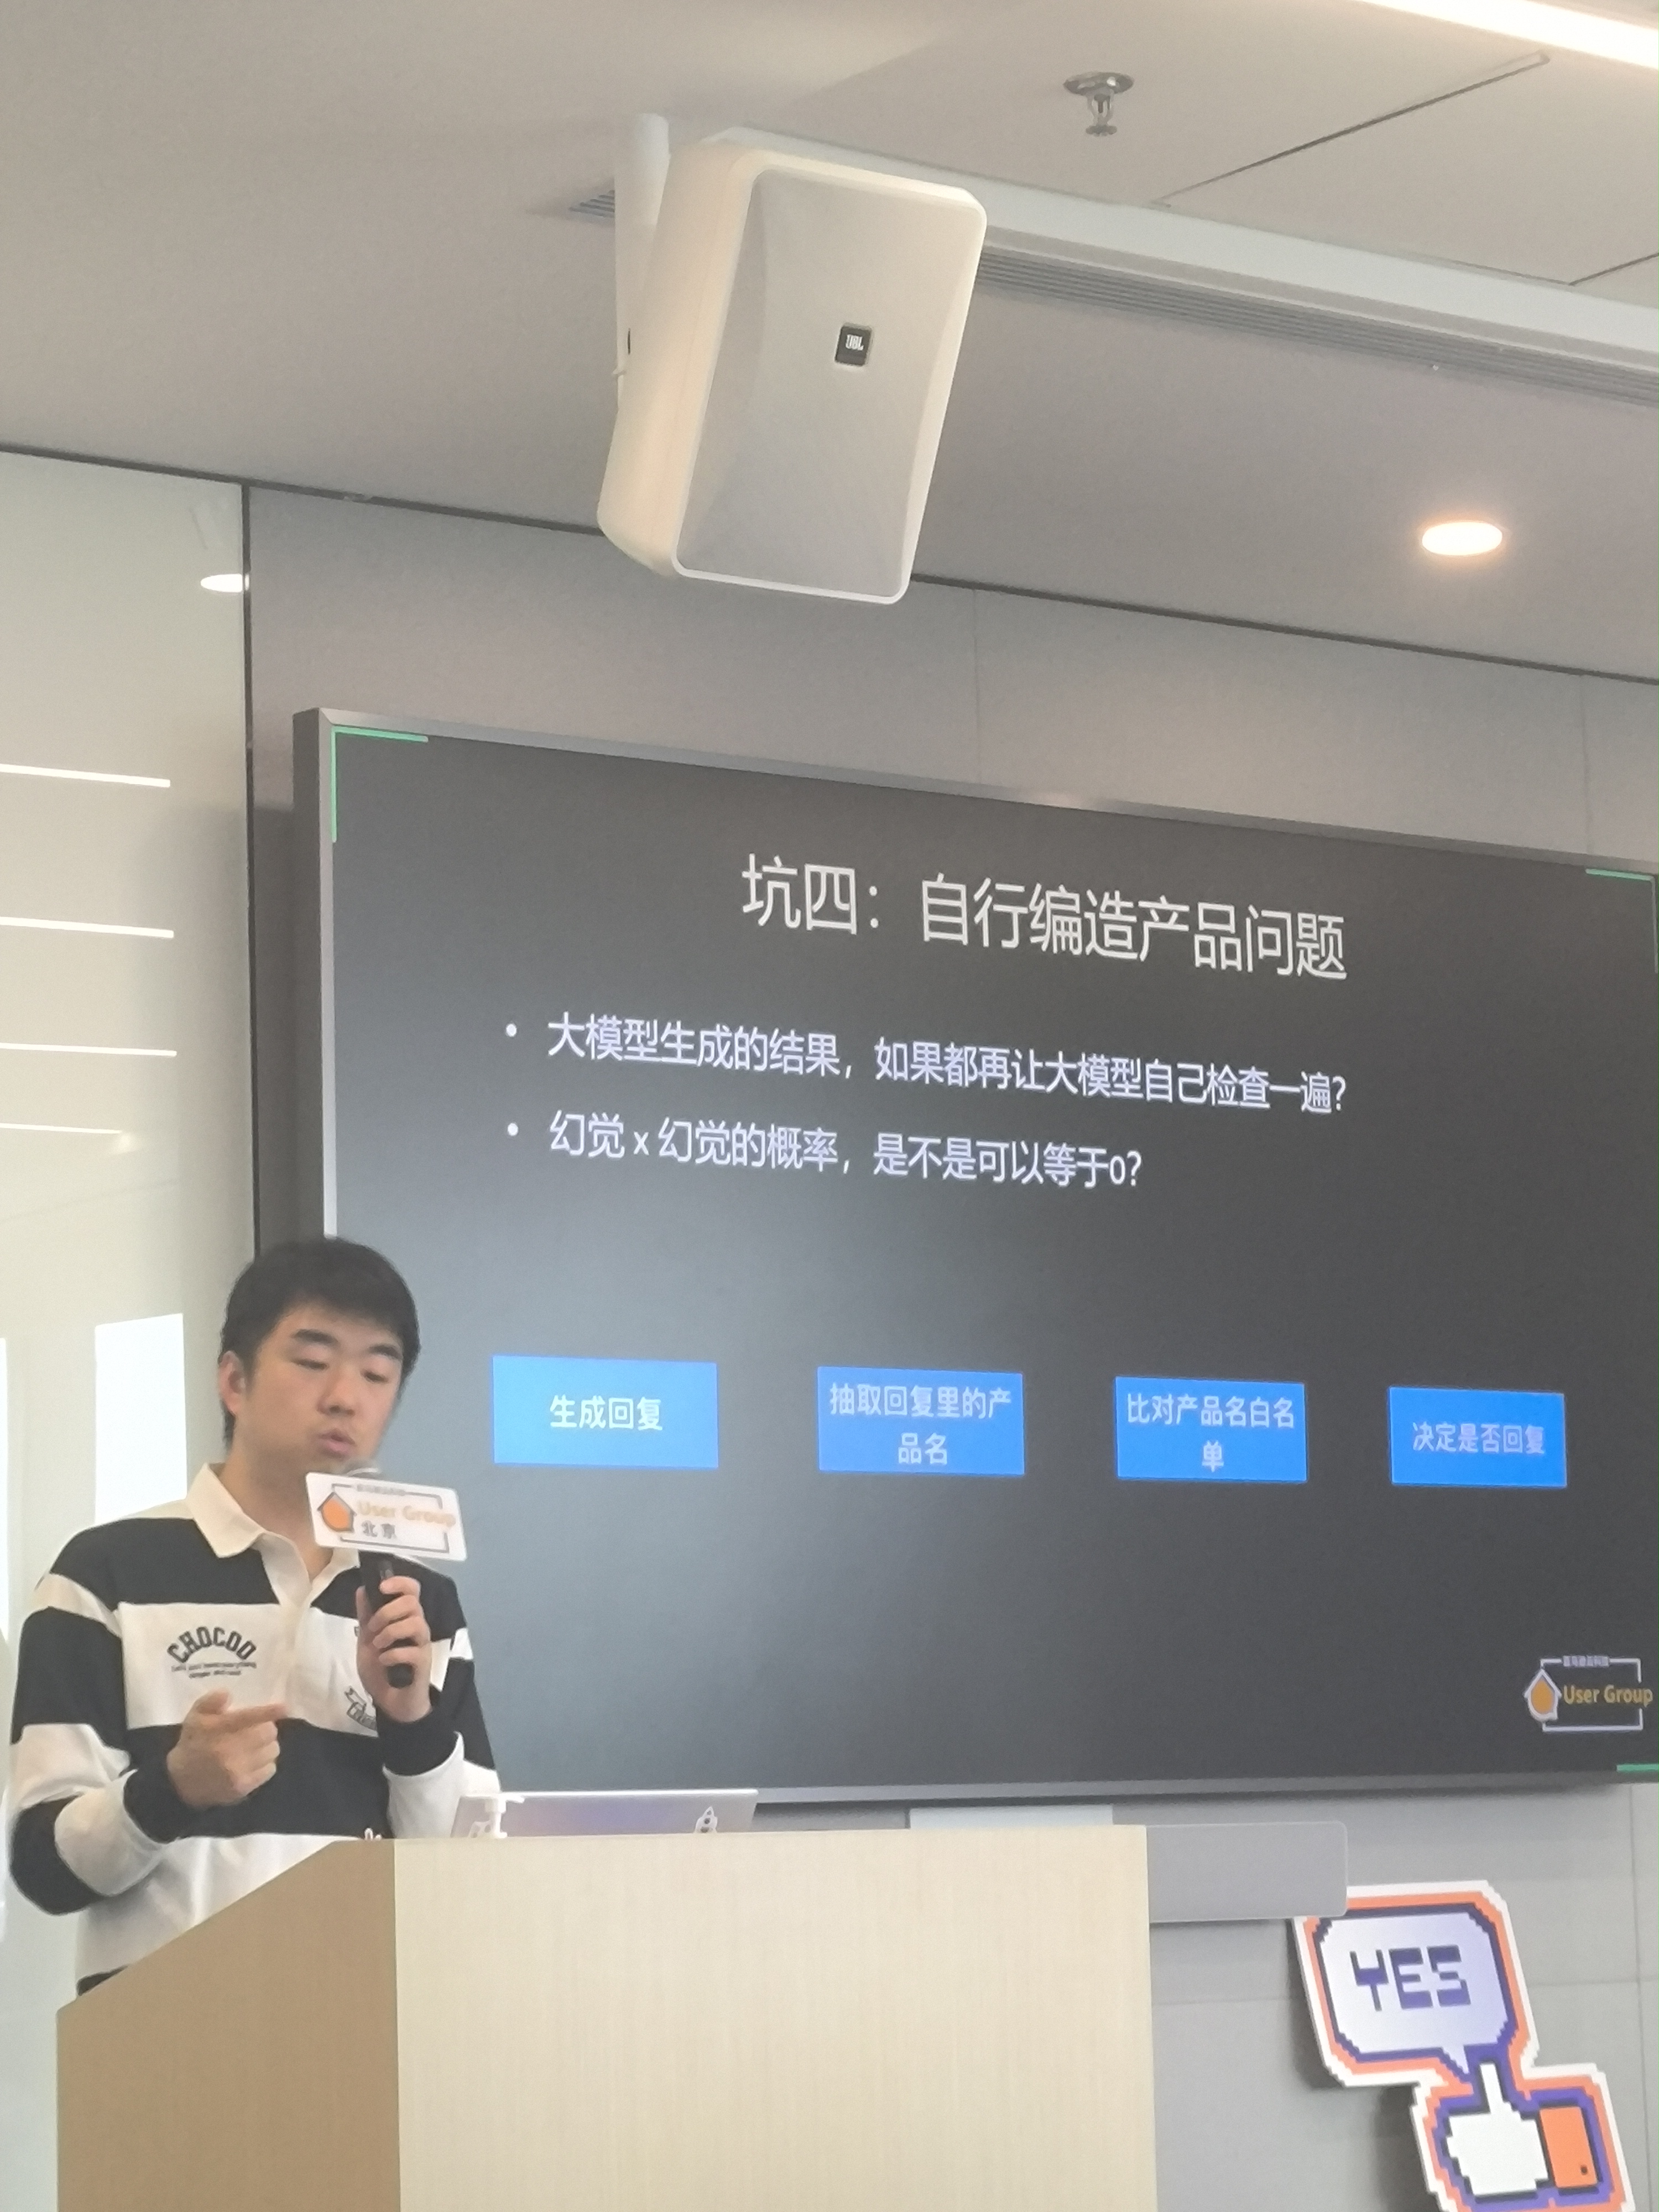 JBL
坑四：自行编造产品问题
• 大模型生成的结果，如果都再让大模型自己检查一遍？
• 幻觉 x 幻觉的概率，是不是可以等于0？
生成回复
抽取回复里的产
品名
比对产品名白名
单
决定是否回复
User Group
北京
CHOCOO
User Group
YES